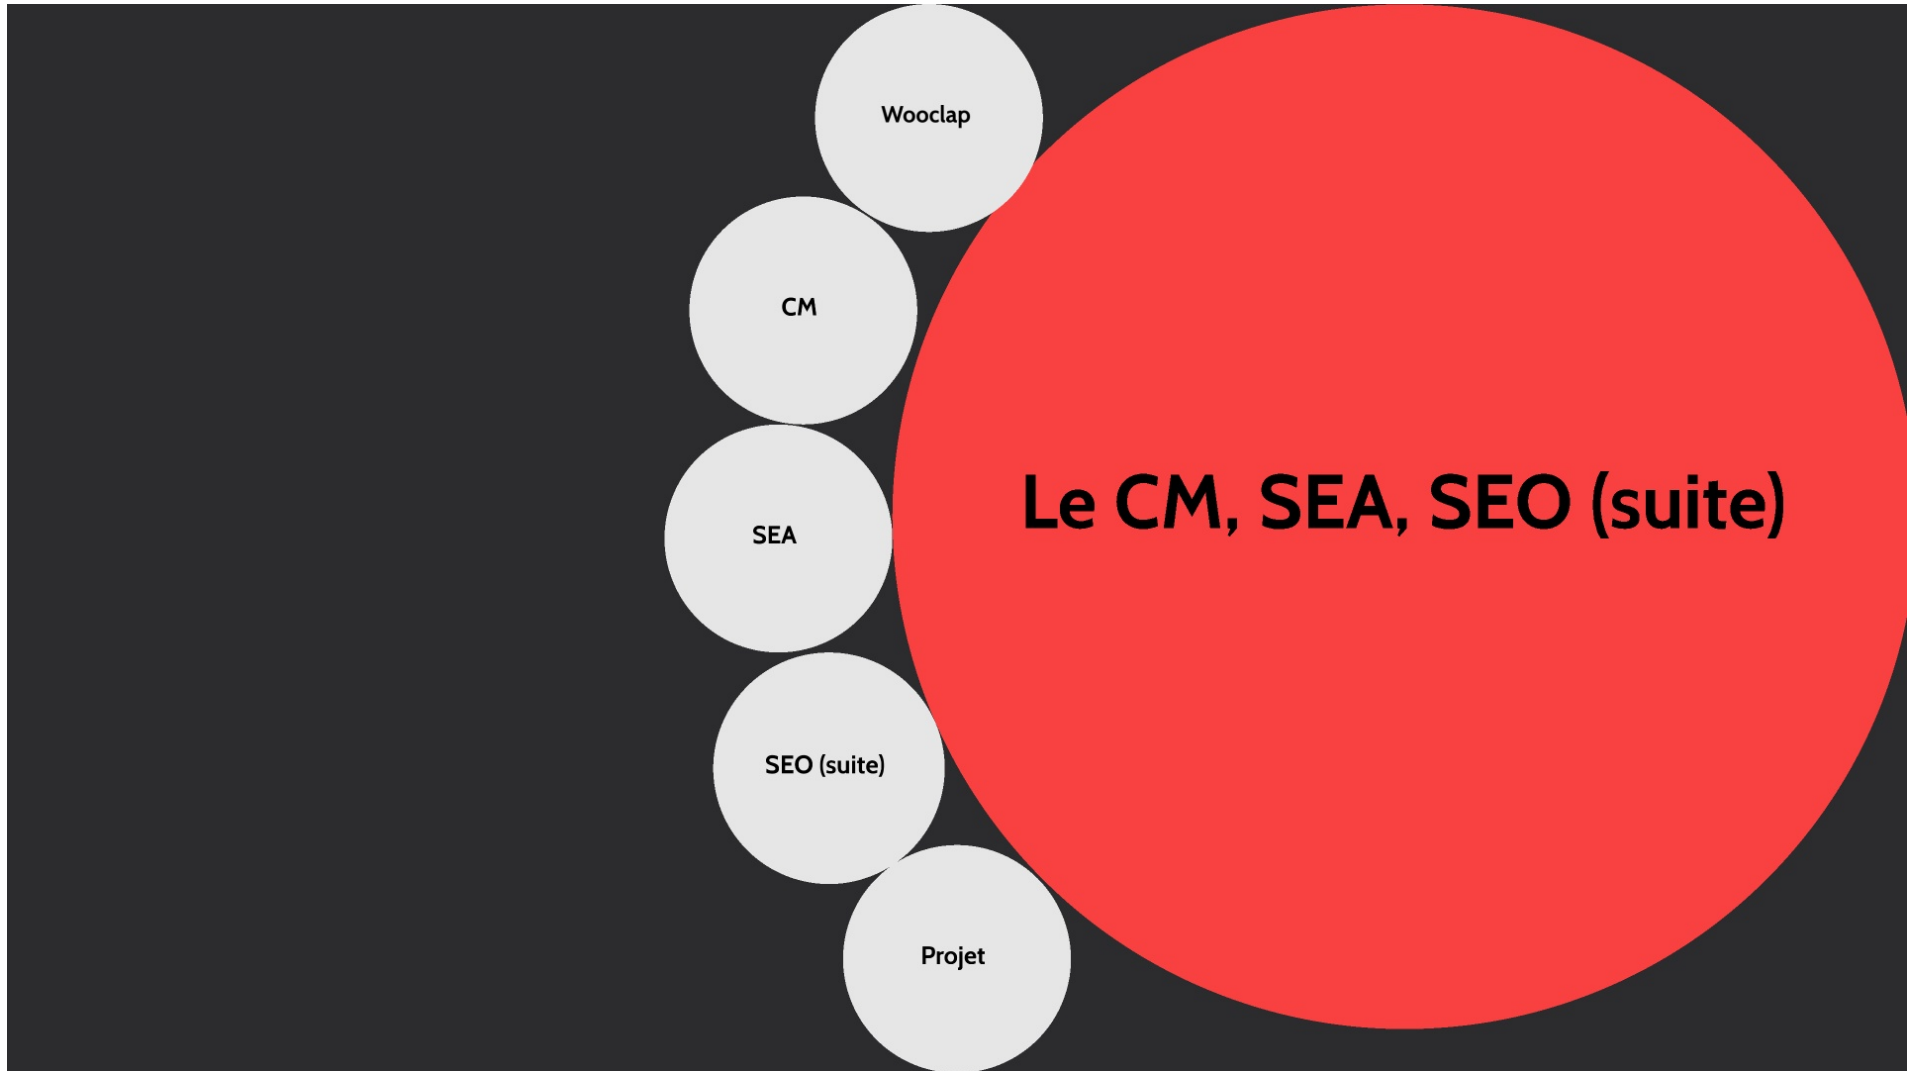 Wooclap
CM
SEA
SEO (suite)
Projet
Le CM, SEA, SEO (suite)